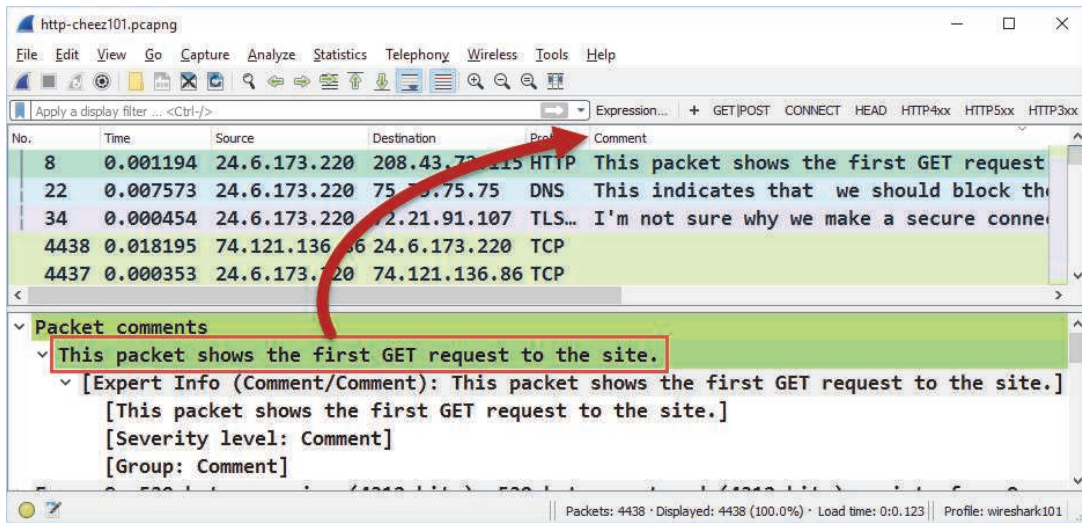 http-cheez101.pcapng
File Edit View Go Capture Analyze Statistics Telephony Wireless Tools Help
Apply a display filter ... <Ctrl-/> Expression... + GET|POST CONNECT HEAD HTTP4xx HTTP5xx HTTP3xx
No. Time Source Destination Comment
8 0.001194 24.6.173.220 HTTP This packet shows the first GET request
22 0.007573 24.6.173.220 DNS This indicates that we should block the
34 0.000454 24.6.173.220 TLS… I'm not sure why we make a secure connec
4438 0.018195 24.6.173.220 TCP
4437 0.000353 24.6.173.220 74.121.136.86 TCP
Packet comments
This packet shows the first GET request to the site.
[Expert Info (Comment/Comment): This packet shows the first GET request to the site.]
[This packet shows the first GET request to the site.]
[Severity level: Comment]
[Group: Comment]
Packets: 4438 · Displayed: 4438 (100.0%) · Load time: 0:0.123 Profile: wireshark101